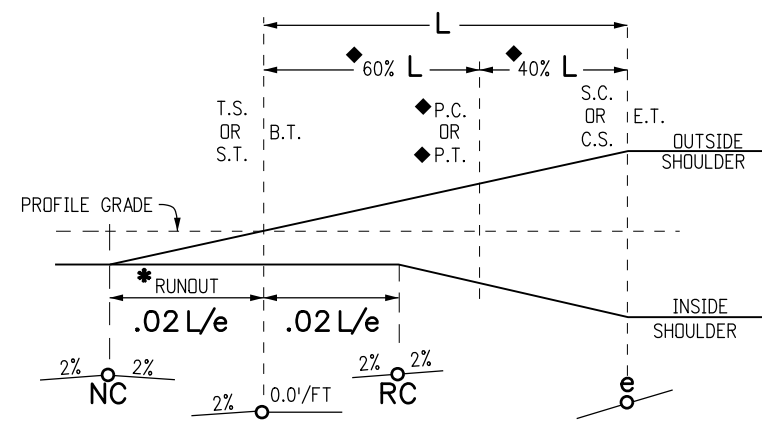 L
◆ 60% L
◆ 40% L
T.S.
OR
S.T.
B.T.
◆ P.C.
OR
◆ P.T.
S.C.
OR
C.S.
E.T.
OUTSIDE
SHOULDER
PROFILE GRADE
* RUNOUT
.02 L/e
.02 L/e
INSIDE
SHOULDER
2% 2%
NC
2% 0.0'/FT
2% 2%
RC
e